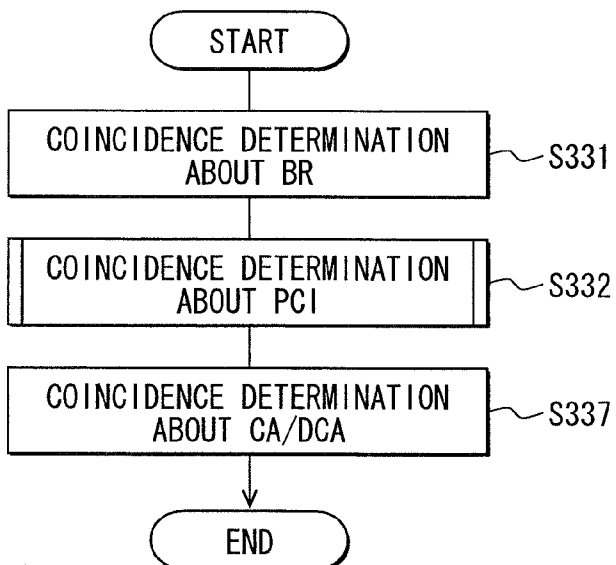 START
COINCIDENCE DETERMINATION
ABOUT BR
S331
COINCIDENCE DETERMINATION
ABOUT PCI
S332
COINCIDENCE DETERMINATION
ABOUT CA/DCA
S337
END